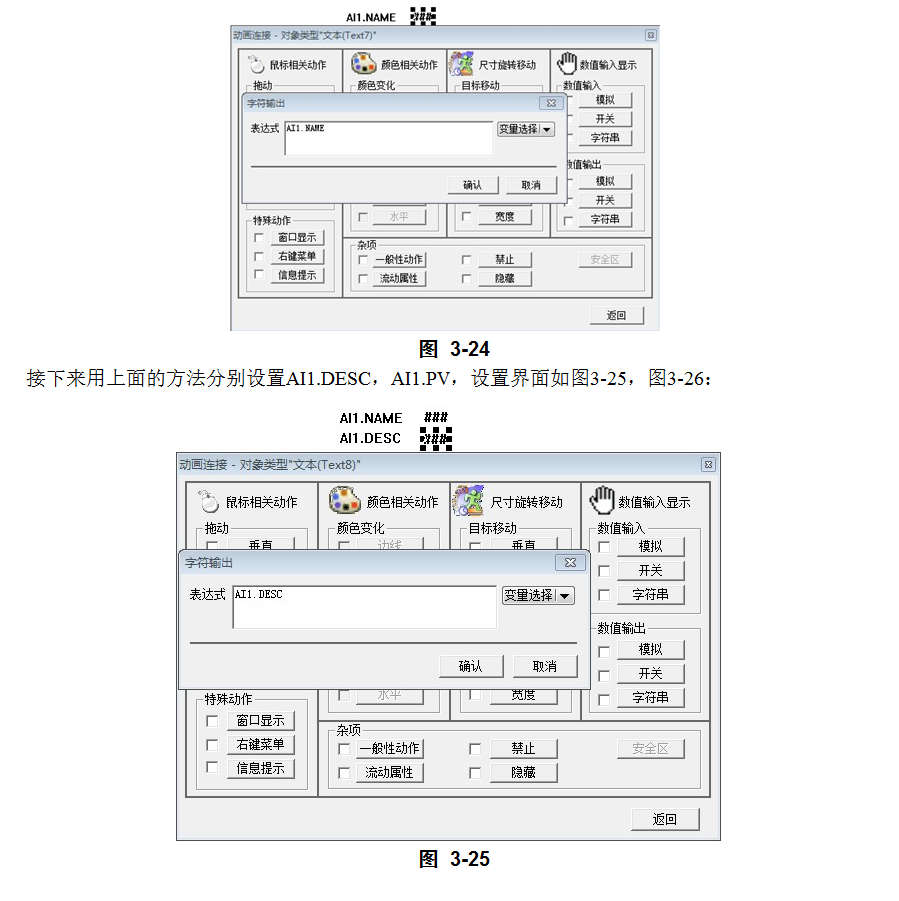 AI1.NAME ###
动画连接 - 对象类型"文本(Text7)"
鼠标相关动作 颜色相关动作 尺寸旋转移动 数值输入显示
拖动 颜色变化 目标移动 数值输入
字符输出
模拟
表达式 AI1.NAME 变量选择
开关
字符串
数值输出
确认 取消 模拟
开关
水平 宽度 字符串
特殊动作
窗口显示
杂项
右键菜单 一般性动作 禁止 安全区
信息提示 流动属性 隐藏
返回
图 3-24
接下来用上面的方法分别设置AI1.DESC，AI1.PV，设置界面如图3-25，图3-26：
AI1.NAME ###
AI1.DESC ###
动画连接 - 对象类型"文本(Text8)"
鼠标相关动作 颜色相关动作 尺寸旋转移动 数值输入显示
拖动 颜色变化 目标移动 数值输入
垂直 边线 垂直 模拟
字符输出
开关
表达式 AI1.DESC 变量选择 字符串
数值输出
模拟
确认 取消
开关
水平 宽度 字符串
特殊动作
窗口显示
杂项
右键菜单 一般性动作 禁止 安全区
信息提示 流动属性 隐藏
返回
图 3-25